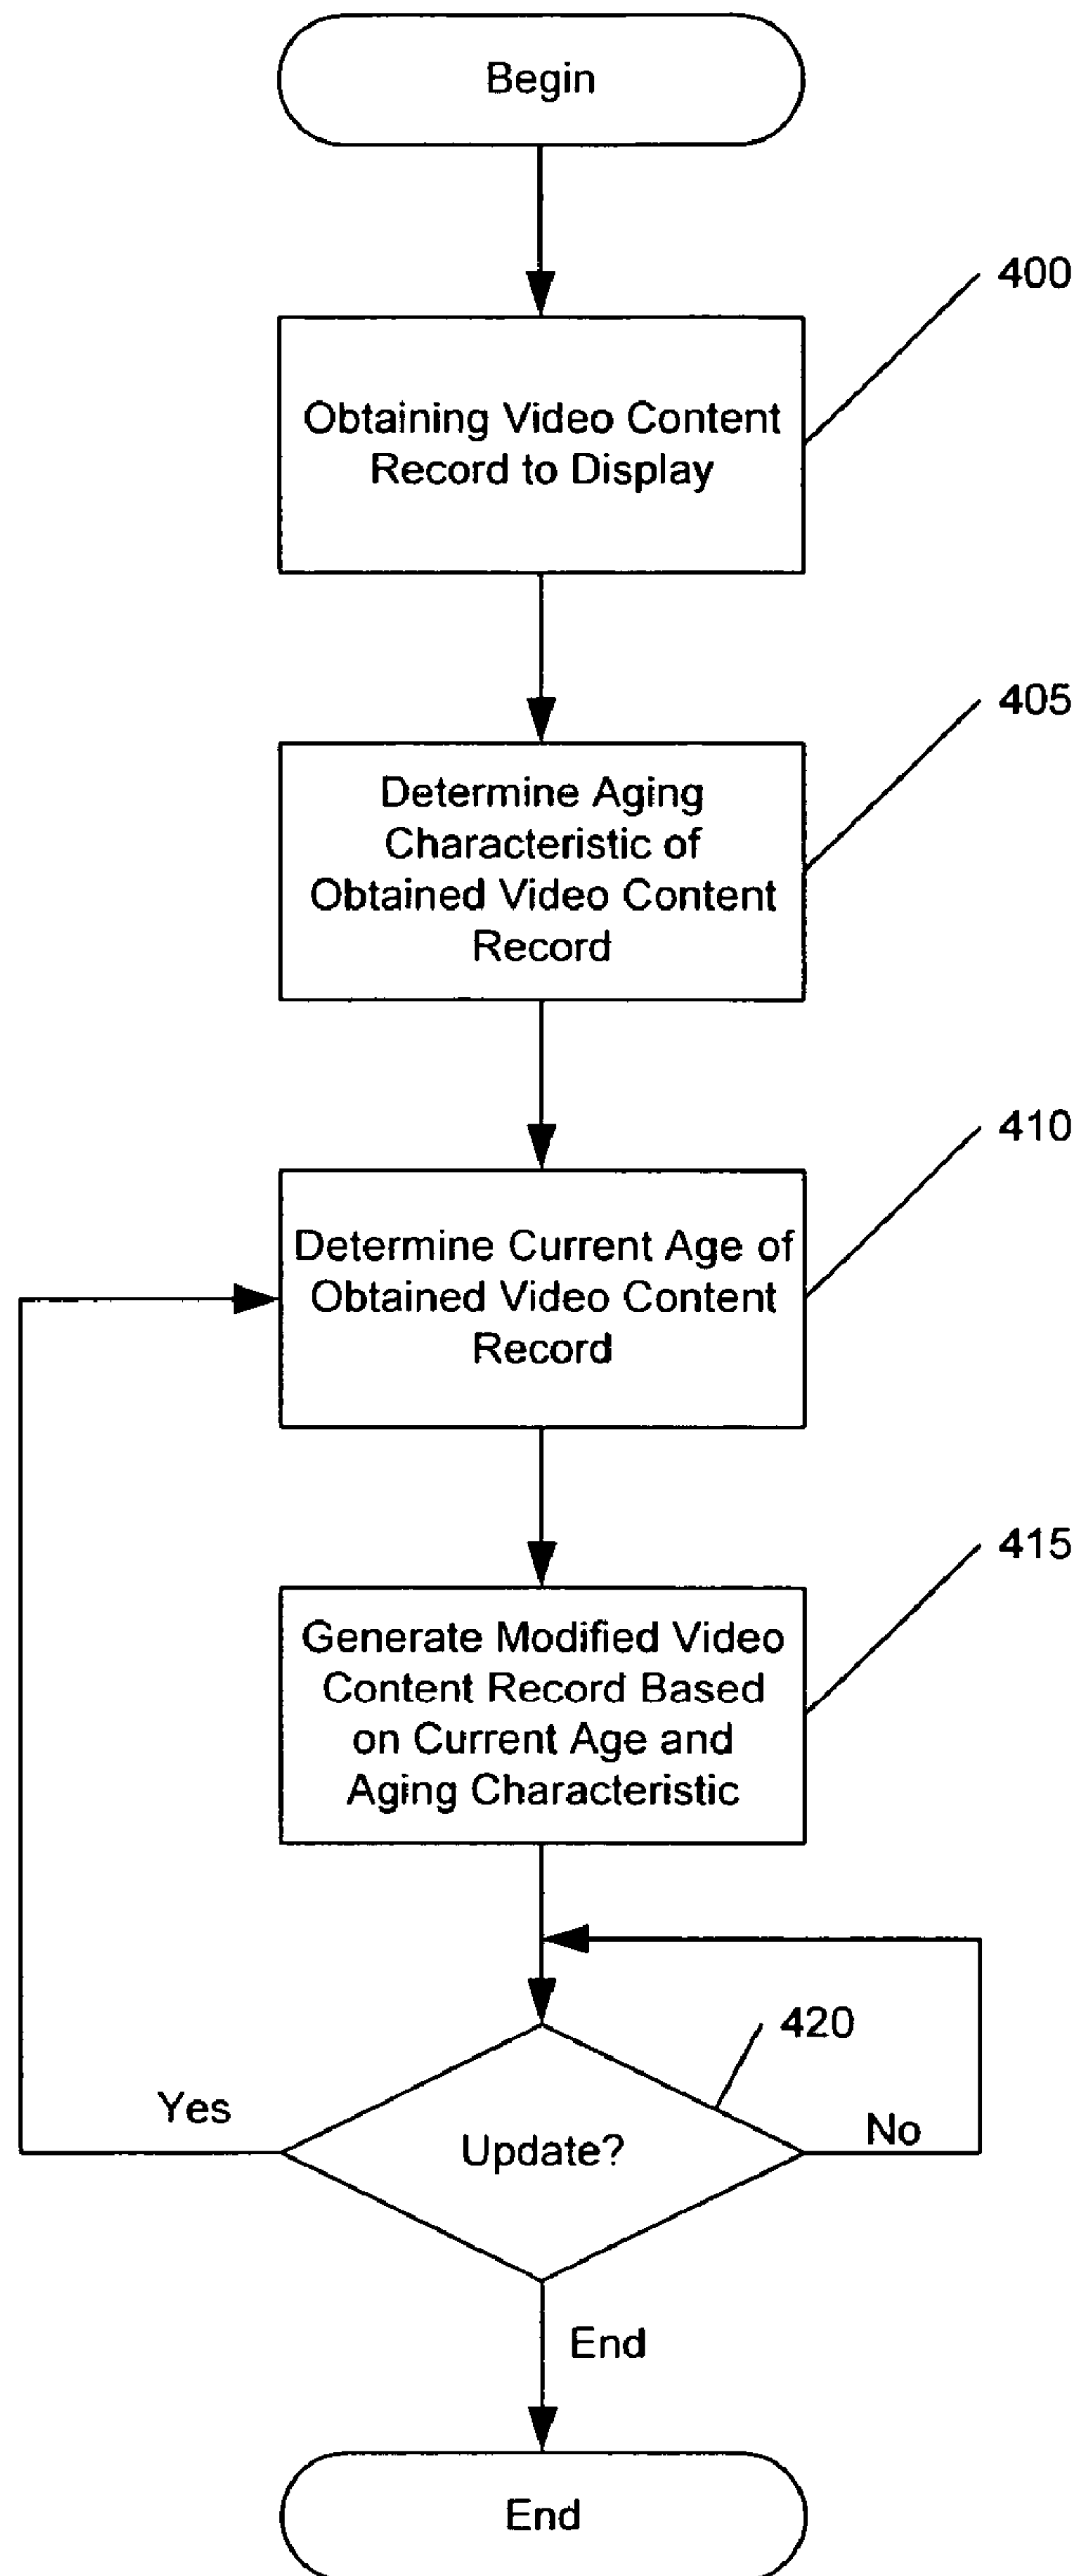 Begin
400
Obtaining Video Content
Record to Display
405
Determine Aging
Characteristic of
Obtained Video Content
Record
410
Determine Current Age of
Obtained Video Content
Record
415
Generate Modified Video
Content Record Based
on Current Age and
Aging Characteristic
420
Yes
Update?
No
End
End